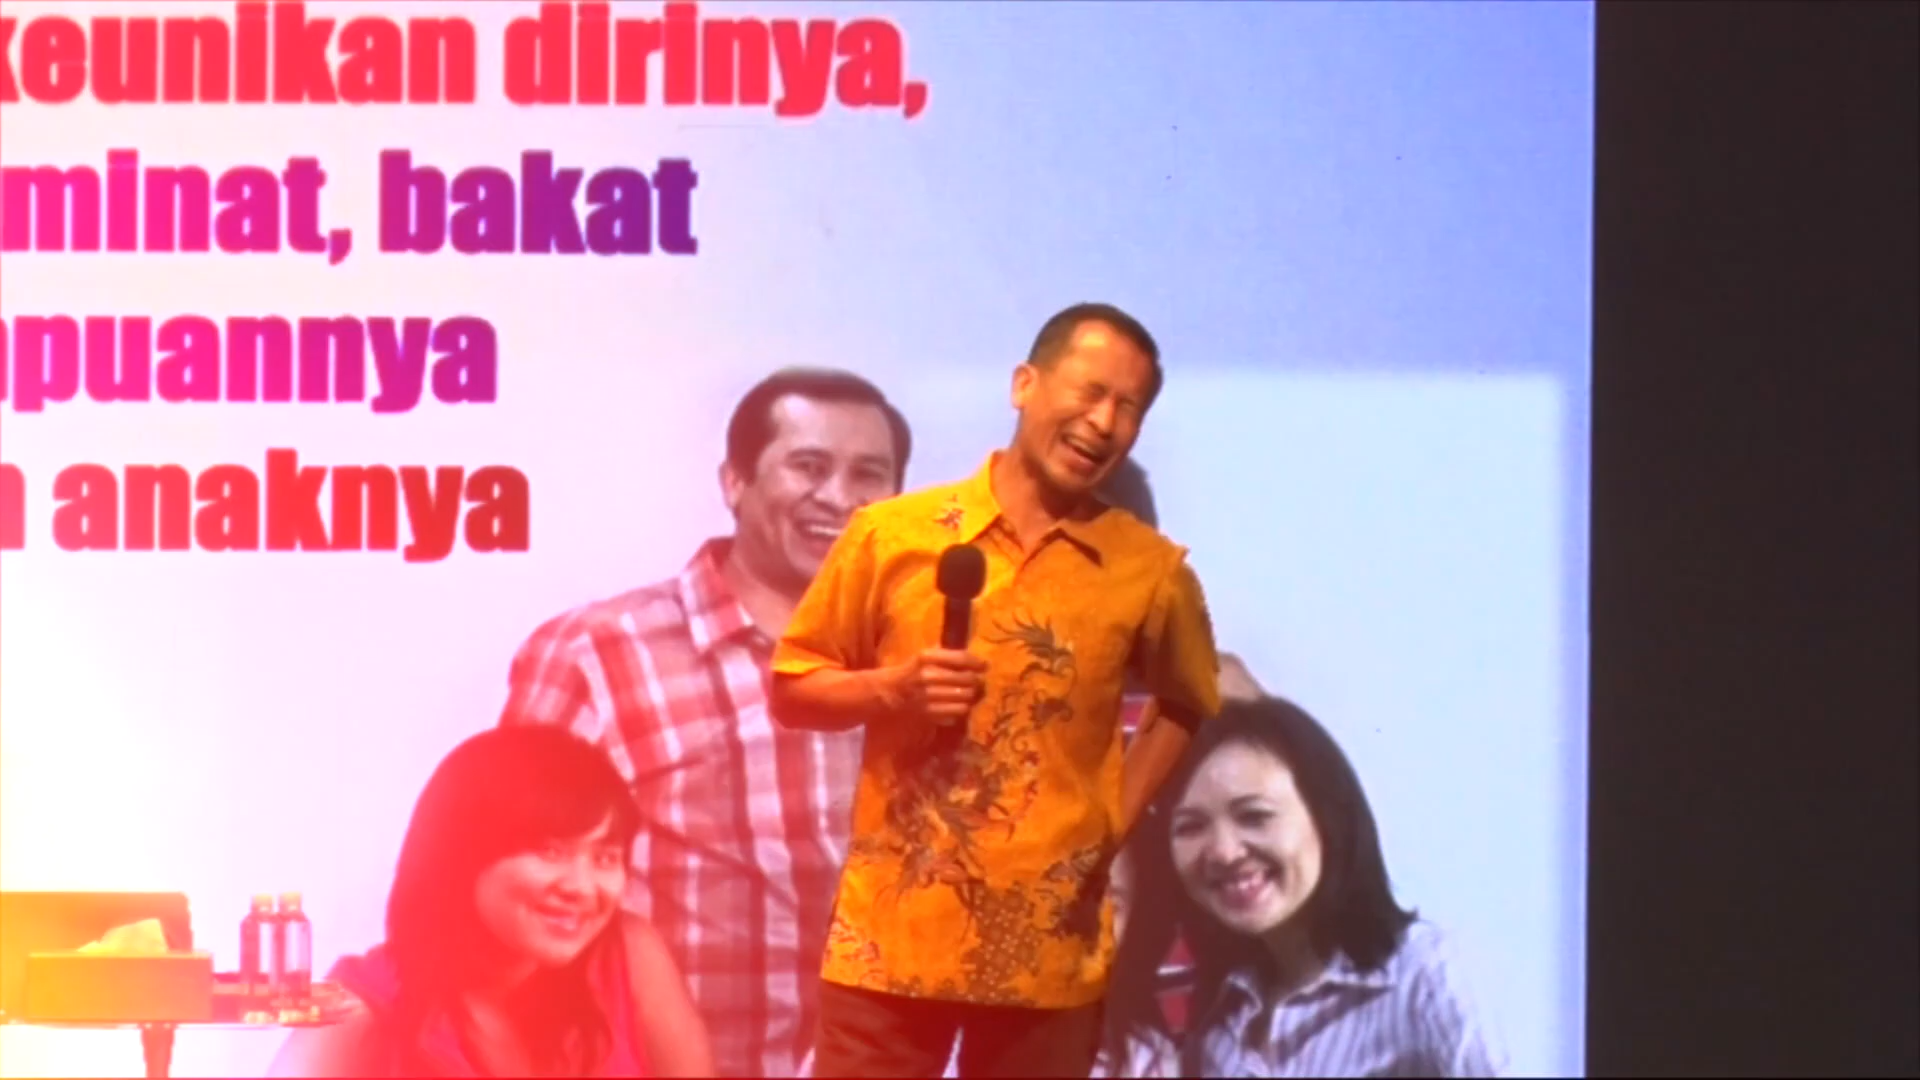 keunikan dirinya,
minat, bakat
puannya
anaknya